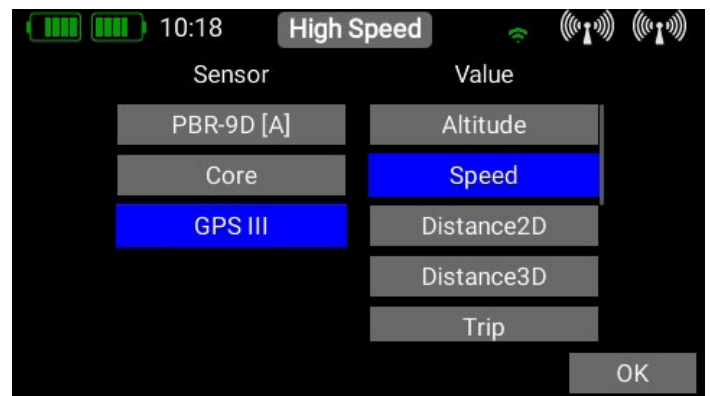 10:18 High Speed
Sensor Value
PBR-9D [A] Altitude
Core Speed
GPS III Distance2D
Distance3D
Trip
OK